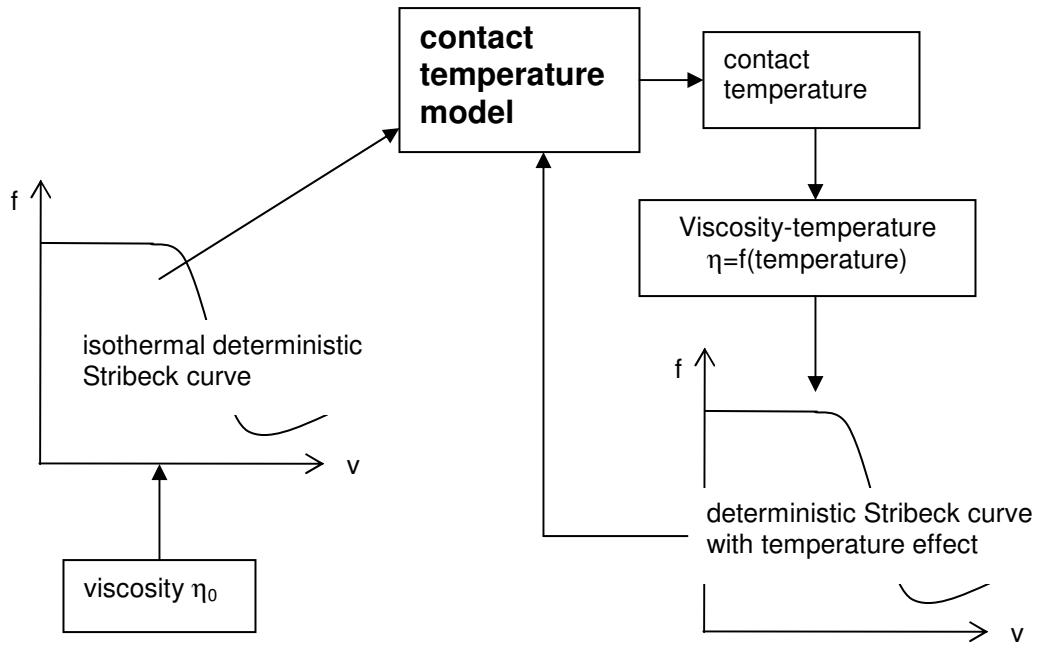 contact
temperature
model
contact
temperature
Viscosity-temperature
η=f(temperature)
f
isothermal deterministic
Stribeck curve
v
viscosity η₀
f
deterministic Stribeck curve
with temperature effect
v